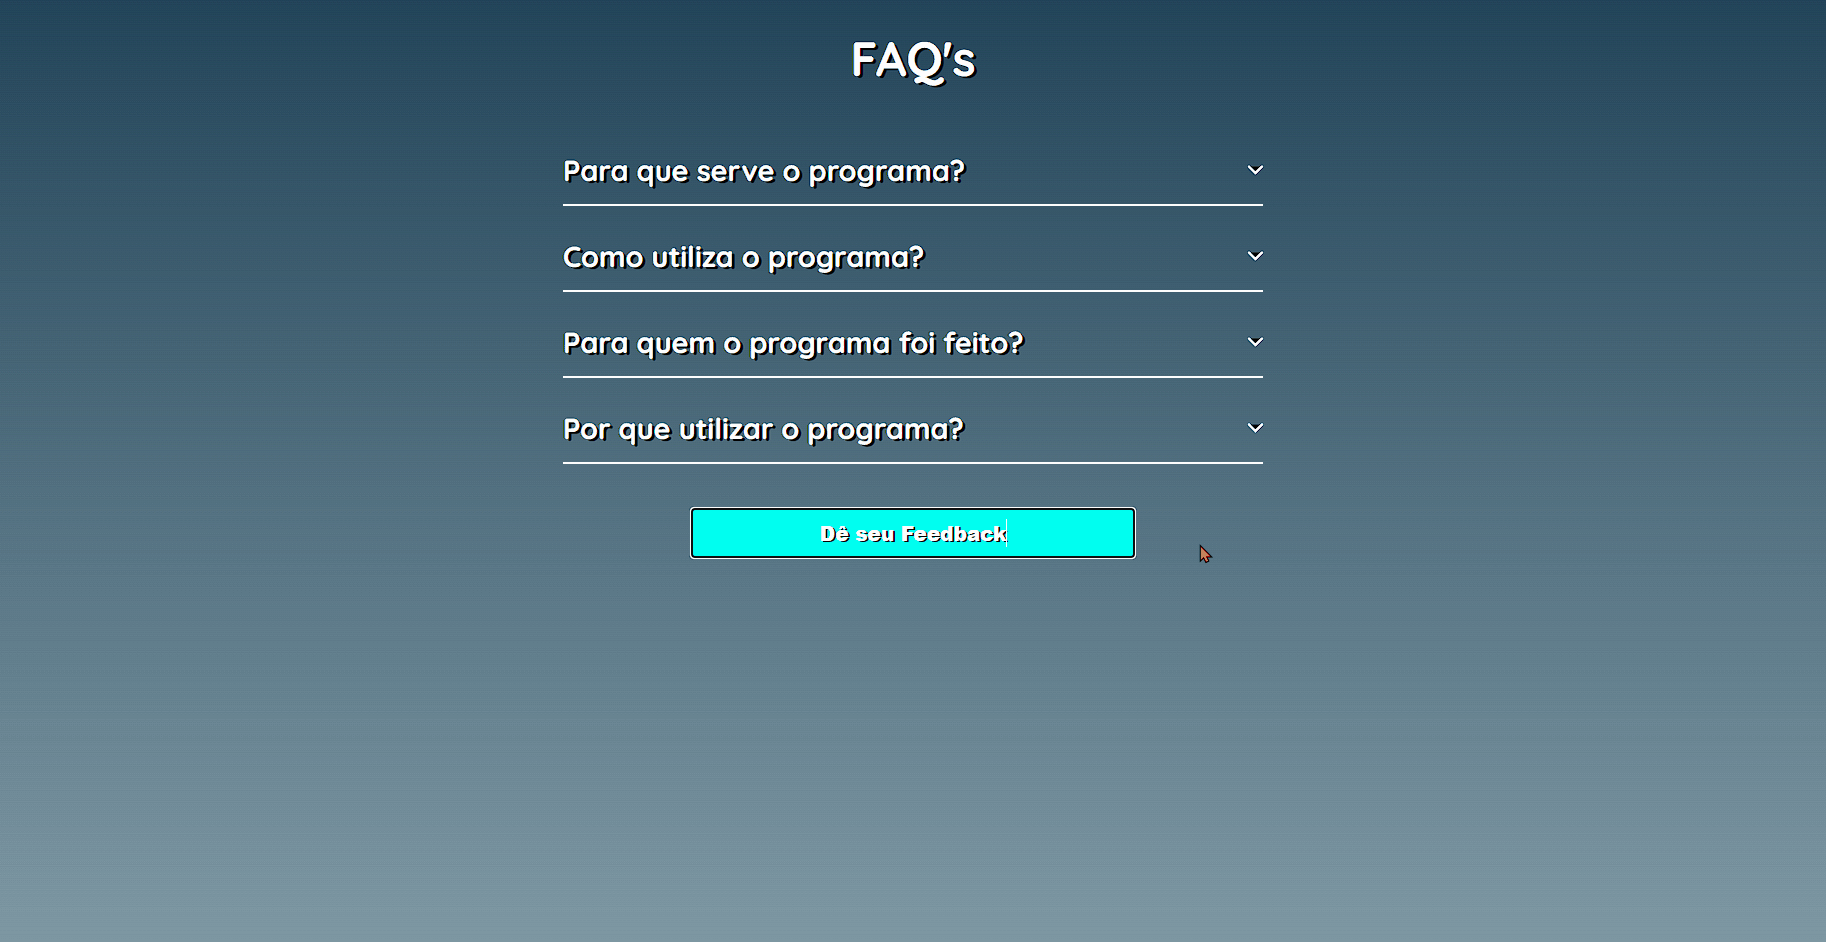 FAQ's
Para que serve o programa?
Como utiliza o programa?
Para quem o programa foi feito?
Por que utilizar o programa?
Dê seu Feedback